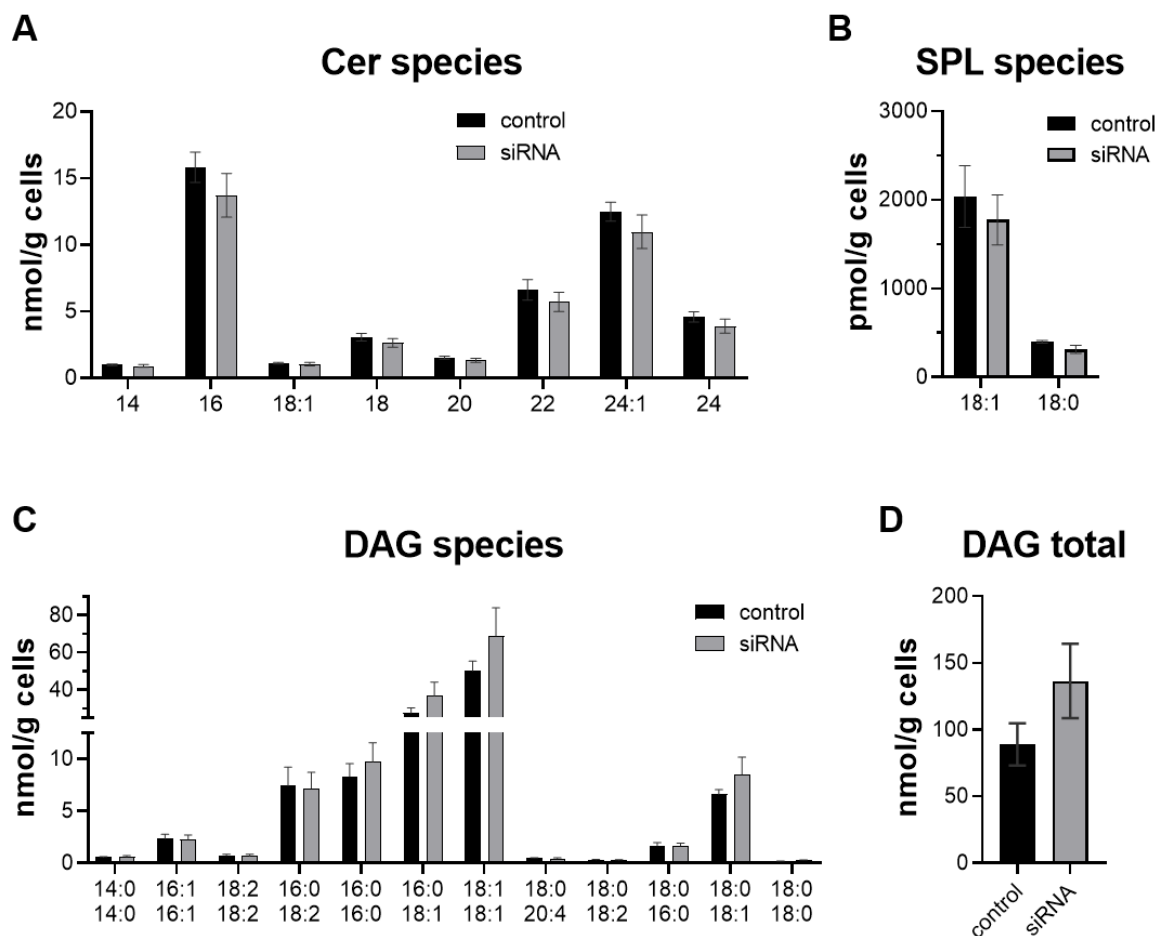 A
Cer species
nmol/g cells
20
15
10
5
0
control
siRNA
14 16 18:1 18 20 22 24:1 24
B
SPL species
pmol/g cells
3000
2000
1000
0
control
siRNA
18:1 18:0
C
DAG species
nmol/g cells
80
60
40
10
5
0
control
siRNA
14:0 16:1 18:2 16:0 16:0 16:0 18:1 18:0 18:0 18:0 18:0 18:0
14:0 16:1 18:2 18:2 16:0 18:1 18:1 20:4 18:2 16:0 18:1 18:0
D
DAG total
nmol/g cells
200
150
100
50
0
control
siRNA